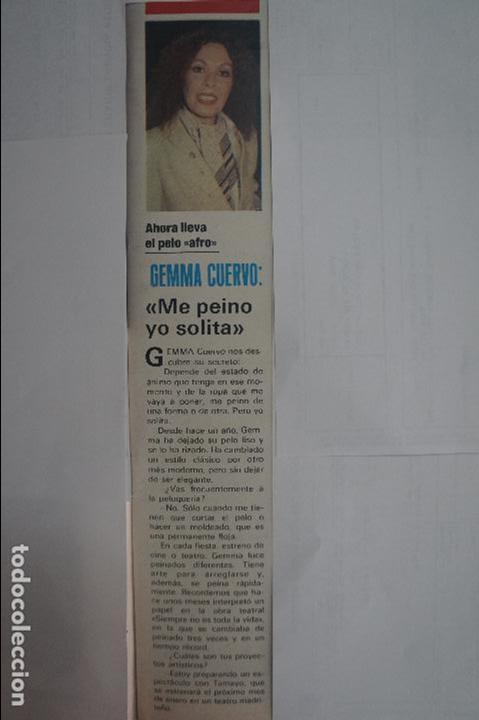 Ahora lleva
el pelo «afro»
GEMMA CUERVO:
«Me peino
yo solita»
GEMMA Cuervo nos des-
cubre su secreto:
Depende del estado de
ánimo que tenga en ese mo-
mento y de la ropa que me
vaya a poner, me peino de
una forma o de otra. Pero yo
solita.
Desde hace un año, Gem-
ma ha dejado su pelo liso y
se lo ha rizado. Ha cambiado
un estilo clásico por otro
más moderno, pero sin dejar
de ser elegante.
¿Vas frecuentemente a
la peluquería?
—No. Sólo cuando me tie-
nen que cortar el pelo o
hacer un moldeado, que es
una permanente floja.
En cada fiesta, estreno de
cine o teatro, Gemma luce
peinados diferentes. Tiene
arte para arreglarse y,
además, se peina rápida-
mente. Recordemos que ha-
ce unos meses interpretó un
papel en la obra teatral
«Siempre no es toda la vida»,
en la que se cambiaba de
peinado tres veces y en un
tiempo récord.
¿Cuáles son tus proyec-
tos artísticos?
—Estoy preparando un es-
pectáculo con Tamayo, que
se estrenará el próximo mes
de enero en un teatro madri-
leño.
todocoleccion